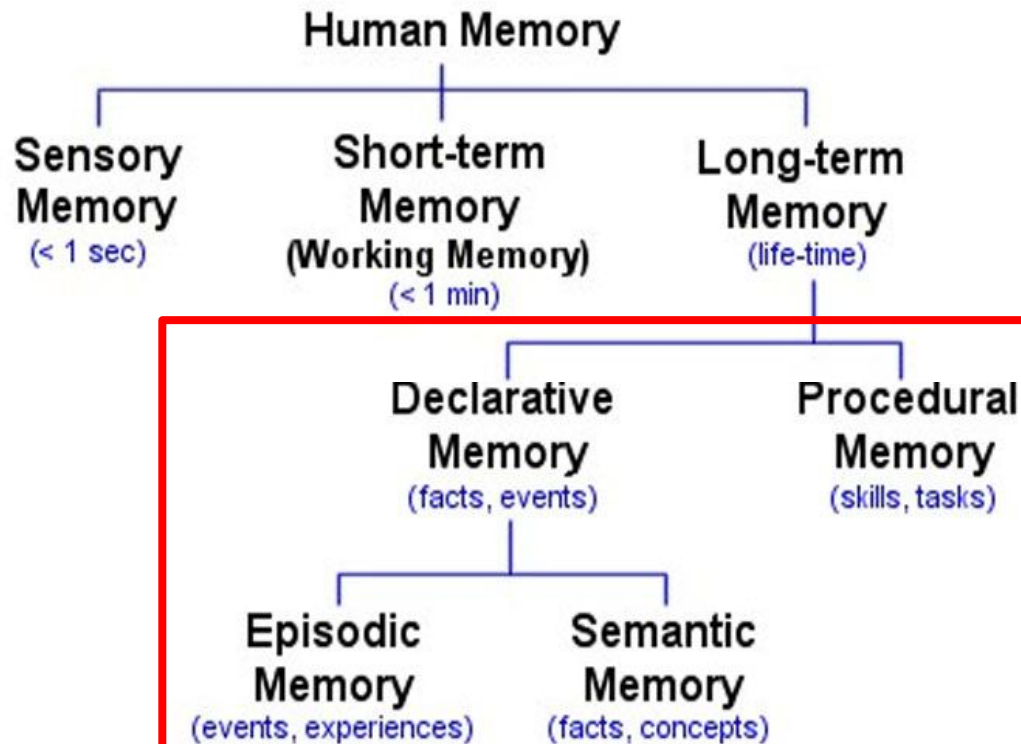 Human Memory
Sensory
Memory
(< 1 sec)
Short-term
Memory
(Working Memory)
(< 1 min)
Long-term
Memory
(life-time)
Declarative
Memory
(facts, events)
Procedural
Memory
(skills, tasks)
Episodic
Memory
(events, experiences)
Semantic
Memory
(facts, concepts)